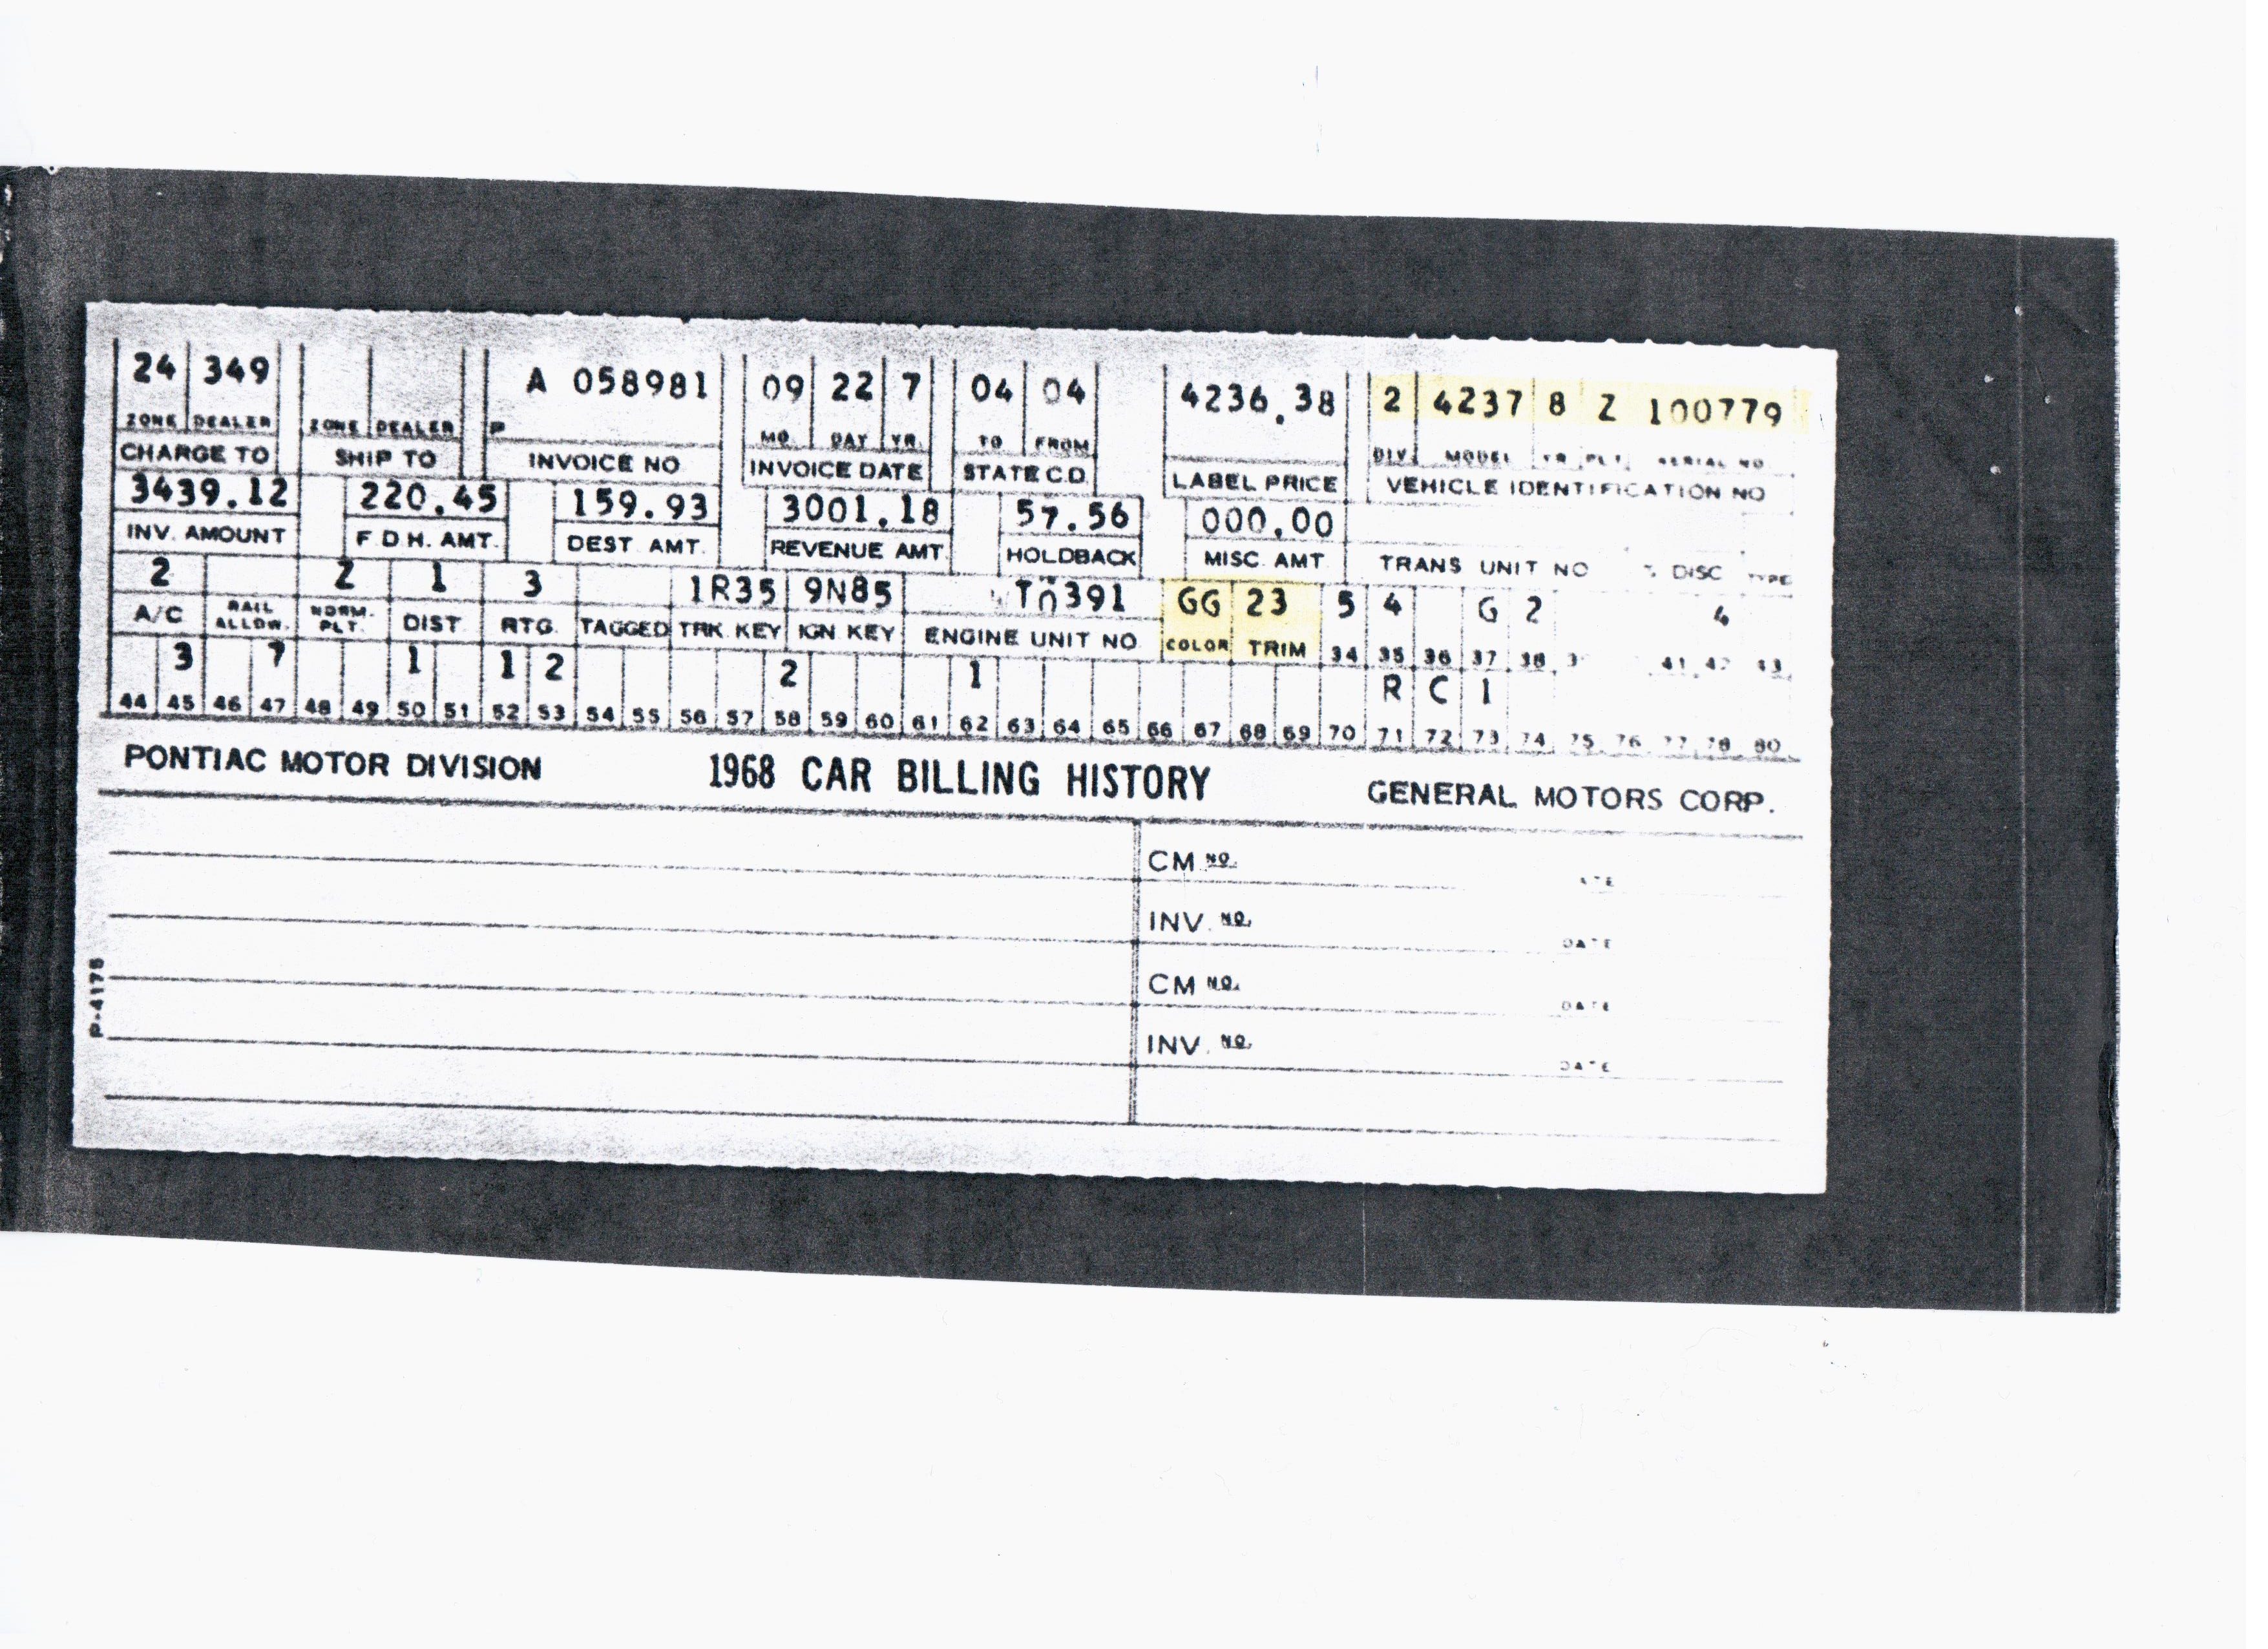 24 349 A 058981 09 22 7 04 04 4236.38 2 4237 8 Z 100779
ZONE DEALER ZONE DEALER P MO. DAY YR. TO FROM DIV. MODEL YR PLT. SERIAL NO
CHARGE TO SHIP TO INVOICE NO INVOICE DATE STATE C.D. LABEL PRICE VEHICLE IDENTIFICATION NO
3439.12 220.45 159.93 3001.18 57.56 000.00
INV. AMOUNT F.D.H. AMT. DEST. AMT. REVENUE AMT. HOLDBACK MISC. AMT TRANS UNIT NO DISC TYPE
2 2 1 3 1R35 9N85 391 GG 23 5 4 G 2 4
A/C RAIL ALLOW. NORM. PLT. DIST. RTG. TAGGED TRK. KEY IGN KEY ENGINE UNIT NO. COLOR TRIM 34 35 36 37 38 41 42 43
3 7 1 1 2 2 1 R C 1
44 45 46 47 48 49 50 51 52 53 54 55 56 57 58 59 60 61 62 63 64 65 66 67 68 69 70 71 72 73 74 75 76 77 78 80
PONTIAC MOTOR DIVISION 1968 CAR BILLING HISTORY GENERAL MOTORS CORP.
CM NO.
INV. NO. DATE
CM NO. DATE
INV. NO. DATE
P-4175